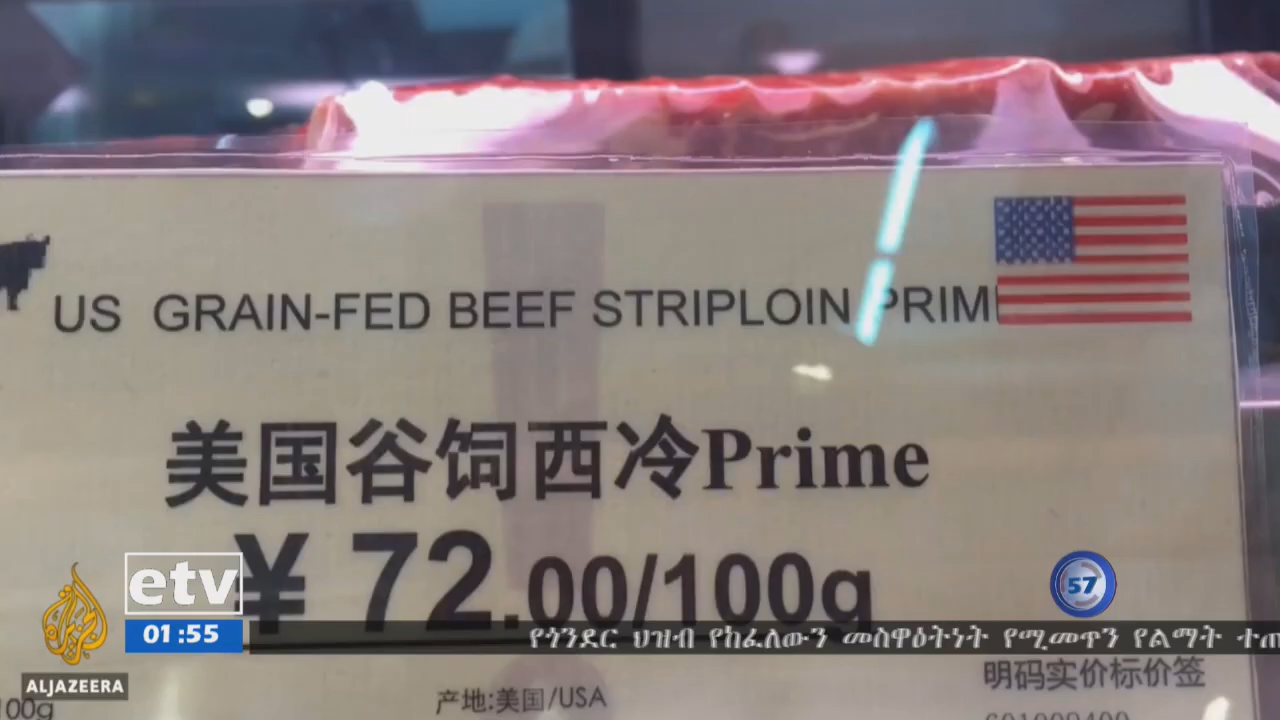 US GRAIN-FED BEEF STRIPLOIN PRIM
美国谷饲西冷Prime
¥ 72.00/100g
etv
57
01:55
የጎንደር ህዝብ የከፈለውን መስዋዕትነት የሚመጥን የልማት
明码实价标价签
ALJAZEERA
100g
产地:美国/USA